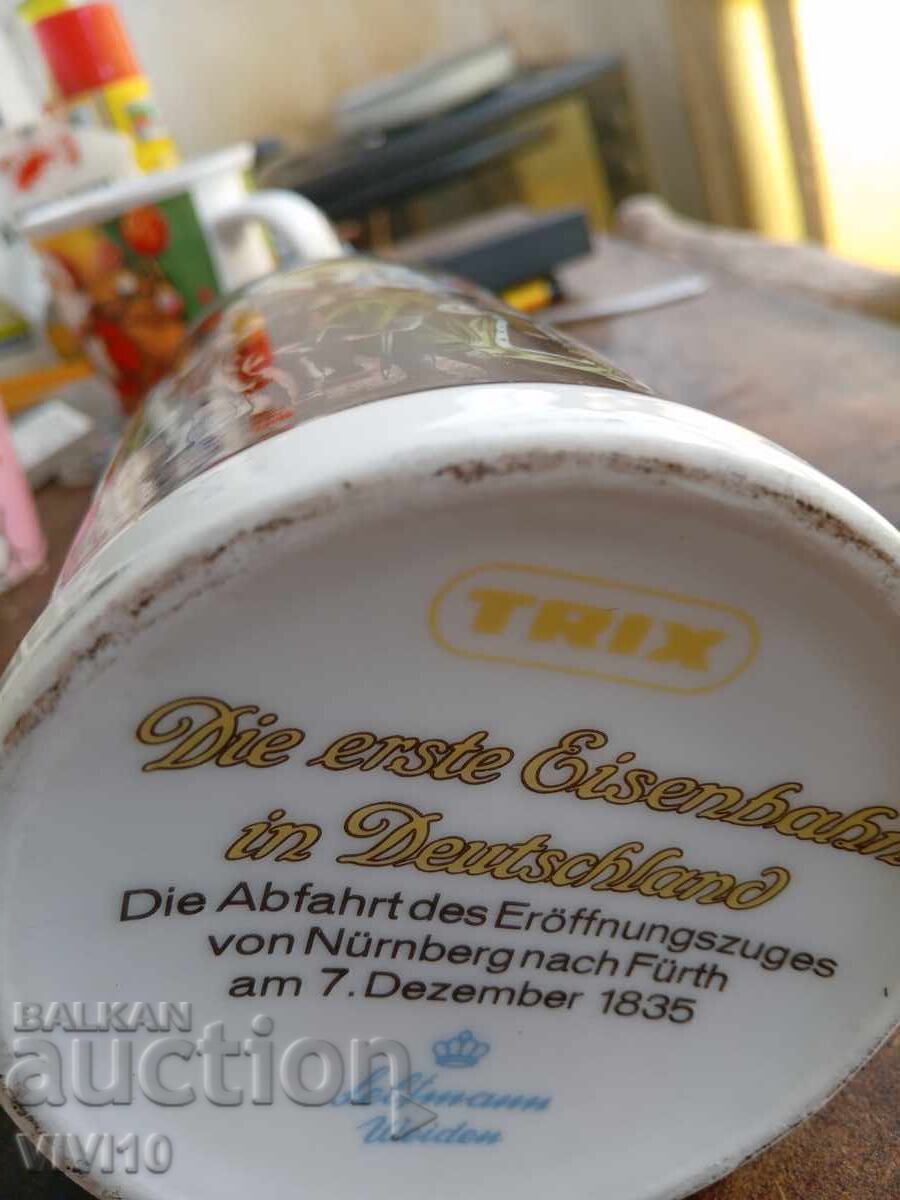 TRIX
Die erste Eisenbahn
in Deutschland
Die Abfahrt des Eröffnungszuges
von Nürnberg nach Fürth
am 7. Dezember 1835
Seltmann
Weiden
BALKAN
auction
VIVI10